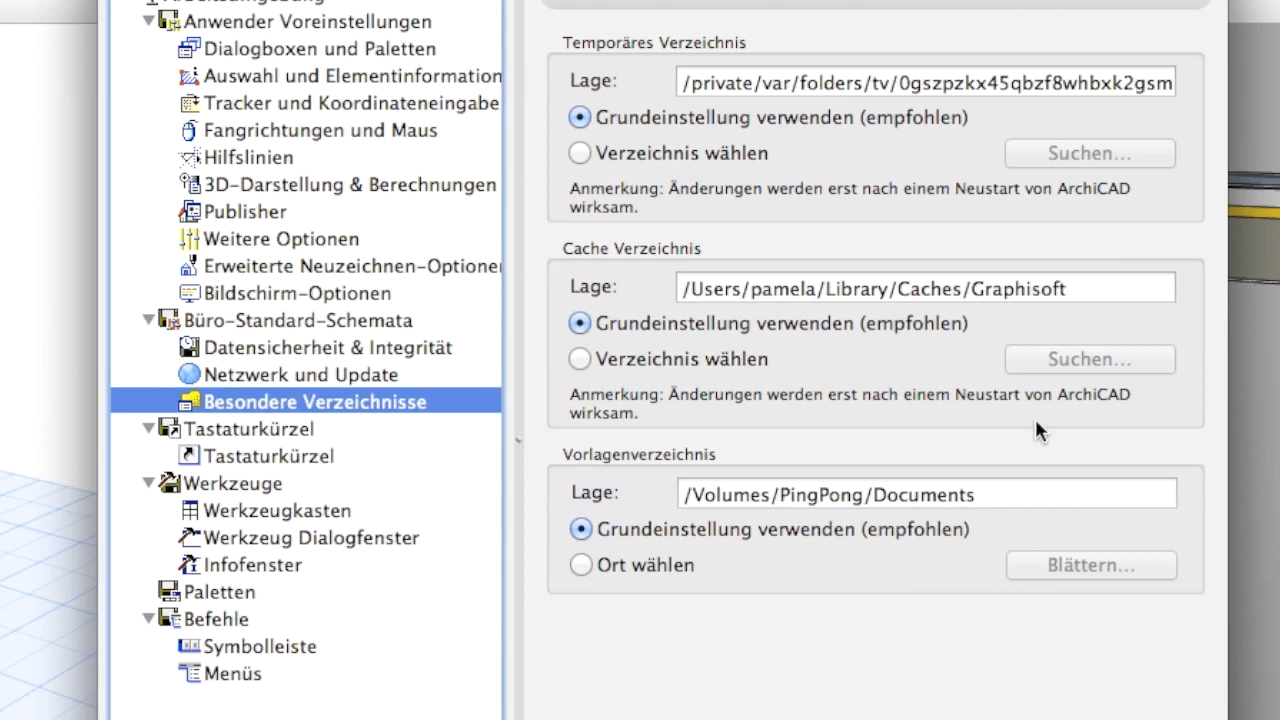 Anwender Voreinstellungen
Dialogboxen und Paletten
Auswahl und Elementinformation
Tracker und Koordinateneingabe
Fangrichtungen und Maus
Hilfslinien
3D-Darstellung & Berechnungen
Publisher
Weitere Optionen
Erweiterte Neuzeichnen-Optionen
Bildschirm-Optionen
Büro-Standard-Schemata
Datensicherheit & Integrität
Netzwerk und Update
Besondere Verzeichnisse
Tastaturkürzel
Tastaturkürzel
Werkzeuge
Werkzeugkasten
Werkzeug Dialogfenster
Infofenster
Paletten
Befehle
Symbolleiste
Menüs
Temporäres Verzeichnis
Lage: /private/var/folders/tv/0gszpzkx45qbzf8whbxk2gsm
Grundeinstellung verwenden (empfohlen)
Verzeichnis wählen Suchen...
Anmerkung: Änderungen werden erst nach einem Neustart von ArchiCAD
wirksam.
Cache Verzeichnis
Lage: /Users/pamela/Library/Caches/Graphisoft
Grundeinstellung verwenden (empfohlen)
Verzeichnis wählen Suchen...
Anmerkung: Änderungen werden erst nach einem Neustart von ArchiCAD
wirksam.
Vorlagenverzeichnis
Lage: /Volumes/PingPong/Documents
Grundeinstellung verwenden (empfohlen)
Ort wählen Blättern...